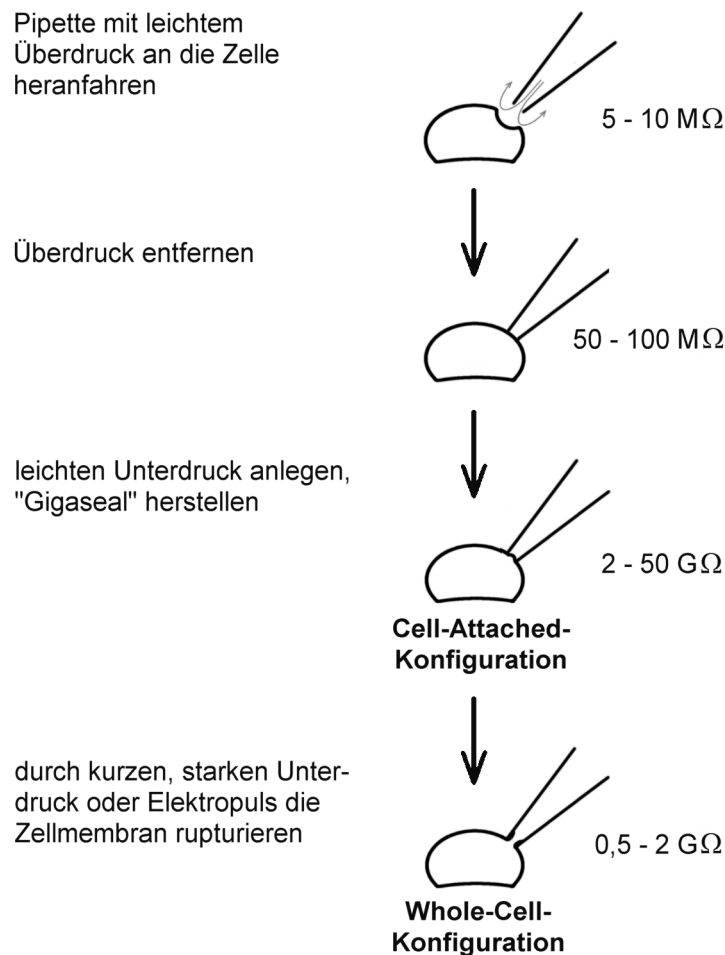 Pipette mit leichtem
Überdruck an die Zelle
heranfahren
5 - 10 MΩ
Überdruck entfernen
50 - 100 MΩ
leichten Unterdruck anlegen,
"Gigaseal" herstellen
2 - 50 GΩ
Cell-Attached-
Konfiguration
durch kurzen, starken Unter-
druck oder Elektropuls die
Zellmembran rupturieren
0,5 - 2 GΩ
Whole-Cell-
Konfiguration